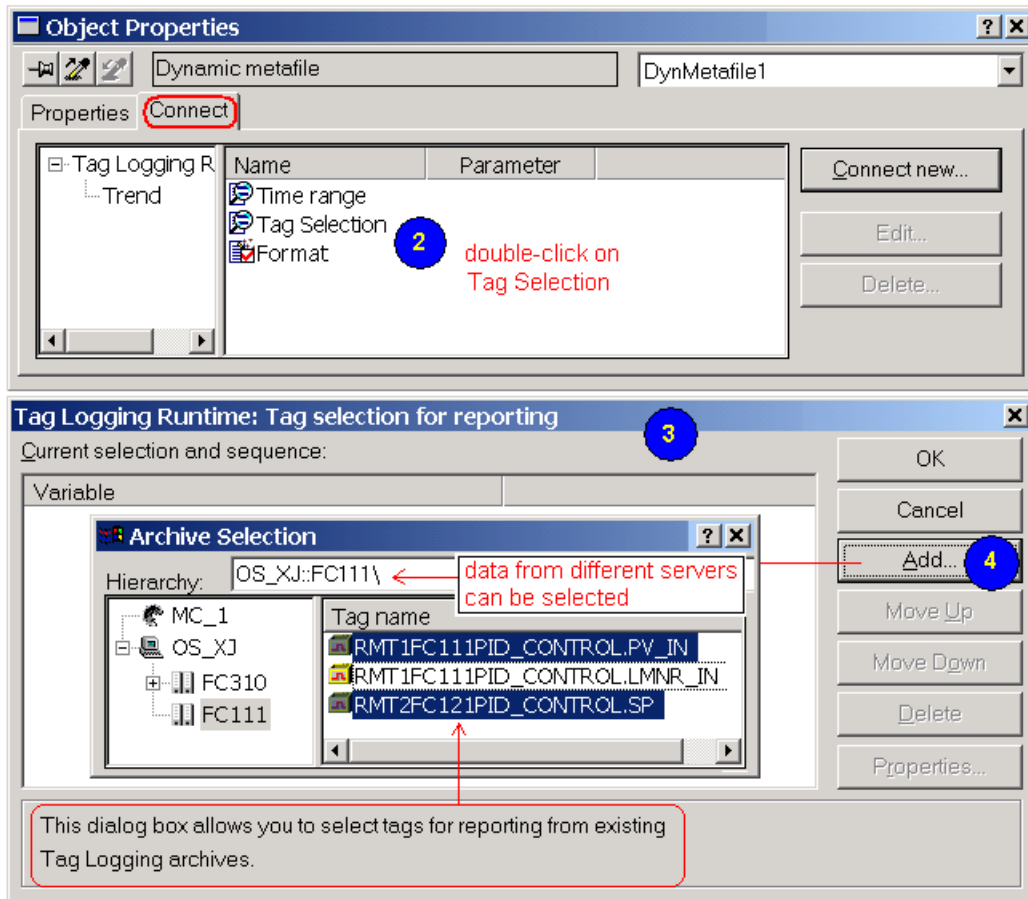 Object Properties
Dynamic metafile
DynMetafile1
Properties
Connect
Tag Logging R
Trend
Name
Parameter
Time range
Tag Selection
Format
2
double-click on
Tag Selection
Connect new...
Edit...
Delete...
Tag Logging Runtime: Tag selection for reporting
3
Current selection and sequence:
Variable
OK
Cancel
Add...
4
Move Up
Move Down
Delete
Properties...
Archive Selection
Hierarchy:
OS_XJ::FC111\
data from different servers
can be selected
MC_1
OS_XJ
FC310
FC111
Tag name
RMT1FC111PID_CONTROL.PV_IN
RMT1FC111PID_CONTROL.LMNR_IN
RMT2FC121PID_CONTROL.SP
This dialog box allows you to select tags for reporting from existing
Tag Logging archives.